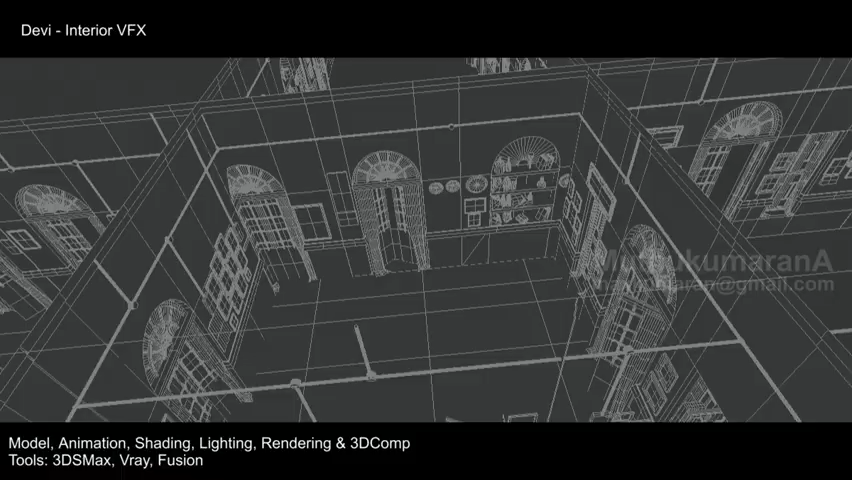 Devi - Interior VFX
Model, Animation, Shading, Lighting, Rendering & 3DComp
Tools: 3DSMax, Vray, Fusion